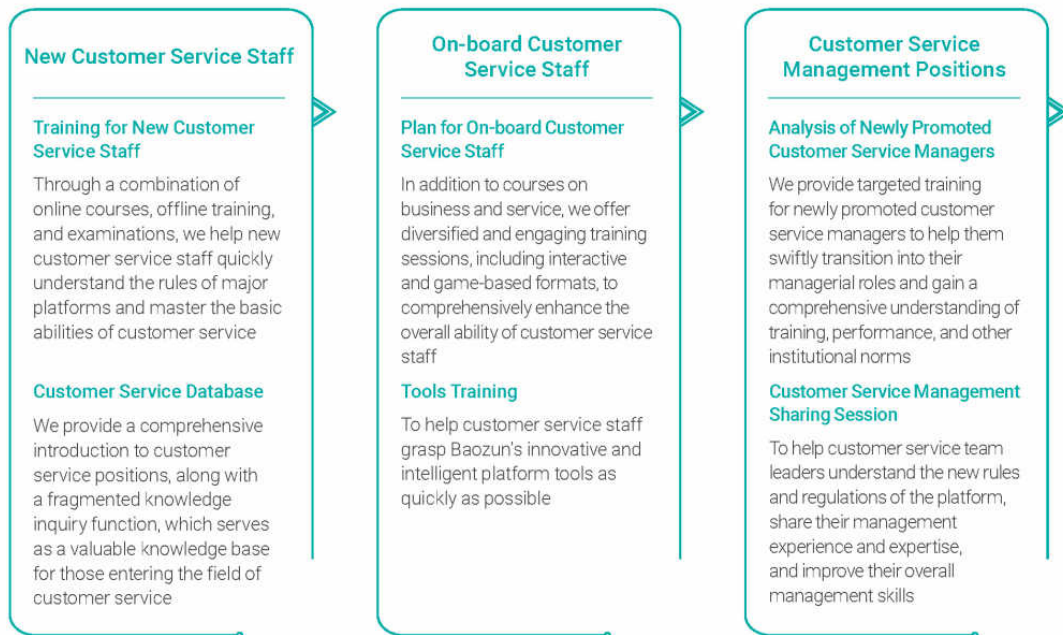 New Customer Service Staff
Training for New Customer
Service Staff
Through a combination of
online courses, offline training,
and examinations, we help new
customer service staff quickly
understand the rules of major
platforms and master the basic
abilities of customer service
Customer Service Database
We provide a comprehensive
introduction to customer
service positions, along with
a fragmented knowledge
inquiry function, which serves
as a valuable knowledge base
for those entering the field of
customer service
On-board Customer
Service Staff
Plan for On-board Customer
Service Staff
In addition to courses on
business and service, we offer
diversified and engaging training
sessions, including interactive
and game-based formats, to
comprehensively enhance the
overall ability of customer service
staff
Tools Training
To help customer service staff
grasp Baozun's innovative and
intelligent platform tools as
quickly as possible
Customer Service
Management Positions
Analysis of Newly Promoted
Customer Service Managers
We provide targeted training
for newly promoted customer
service managers to help them
swiftly transition into their
managerial roles and gain a
comprehensive understanding of
training, performance, and other
institutional norms
Customer Service Management
Sharing Session
To help customer service team
leaders understand the new rules
and regulations of the platform,
share their management
experience and expertise,
and improve their overall
management skills